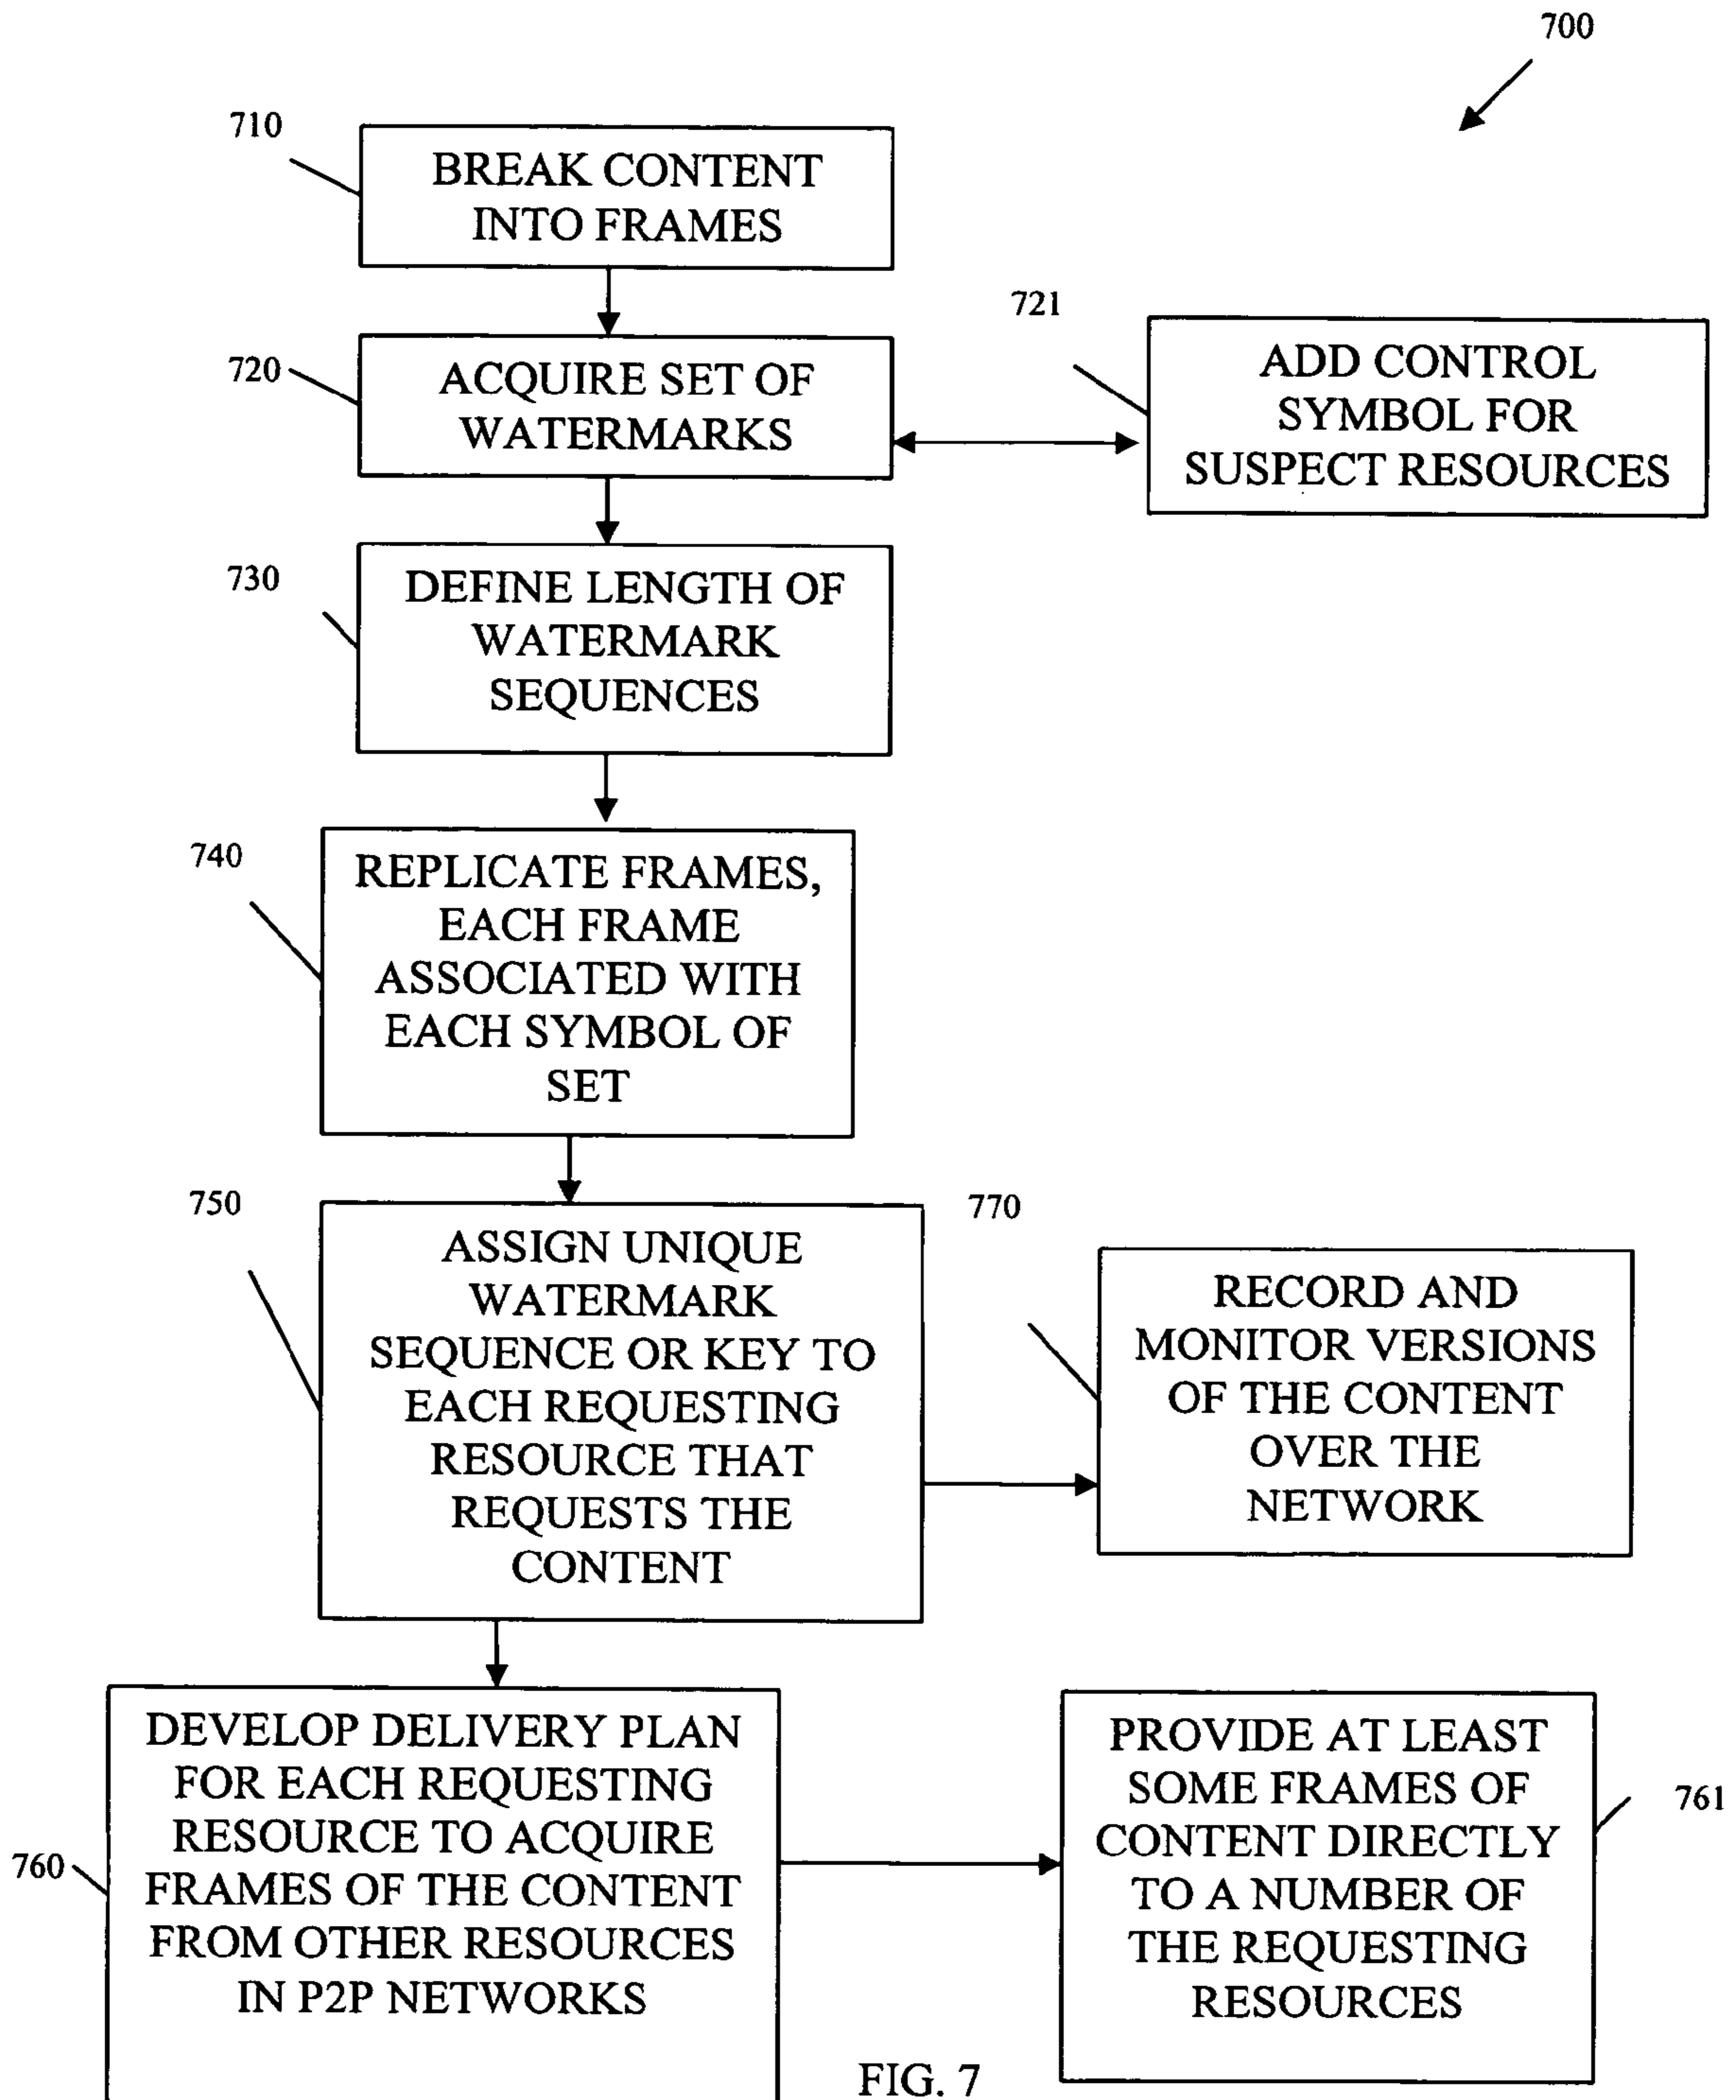 700
710
BREAK CONTENT
INTO FRAMES
720
ACQUIRE SET OF
WATERMARKS
721
ADD CONTROL
SYMBOL FOR
SUSPECT RESOURCES
730
DEFINE LENGTH OF
WATERMARK
SEQUENCES
740
REPLICATE FRAMES,
EACH FRAME
ASSOCIATED WITH
EACH SYMBOL OF
SET
750
ASSIGN UNIQUE
WATERMARK
SEQUENCE OR KEY TO
EACH REQUESTING
RESOURCE THAT
REQUESTS THE
CONTENT
770
RECORD AND
MONITOR VERSIONS
OF THE CONTENT
OVER THE
NETWORK
760
DEVELOP DELIVERY PLAN
FOR EACH REQUESTING
RESOURCE TO ACQUIRE
FRAMES OF THE CONTENT
FROM OTHER RESOURCES
IN P2P NETWORKS
761
PROVIDE AT LEAST
SOME FRAMES OF
CONTENT DIRECTLY
TO A NUMBER OF
THE REQUESTING
RESOURCES
FIG. 7